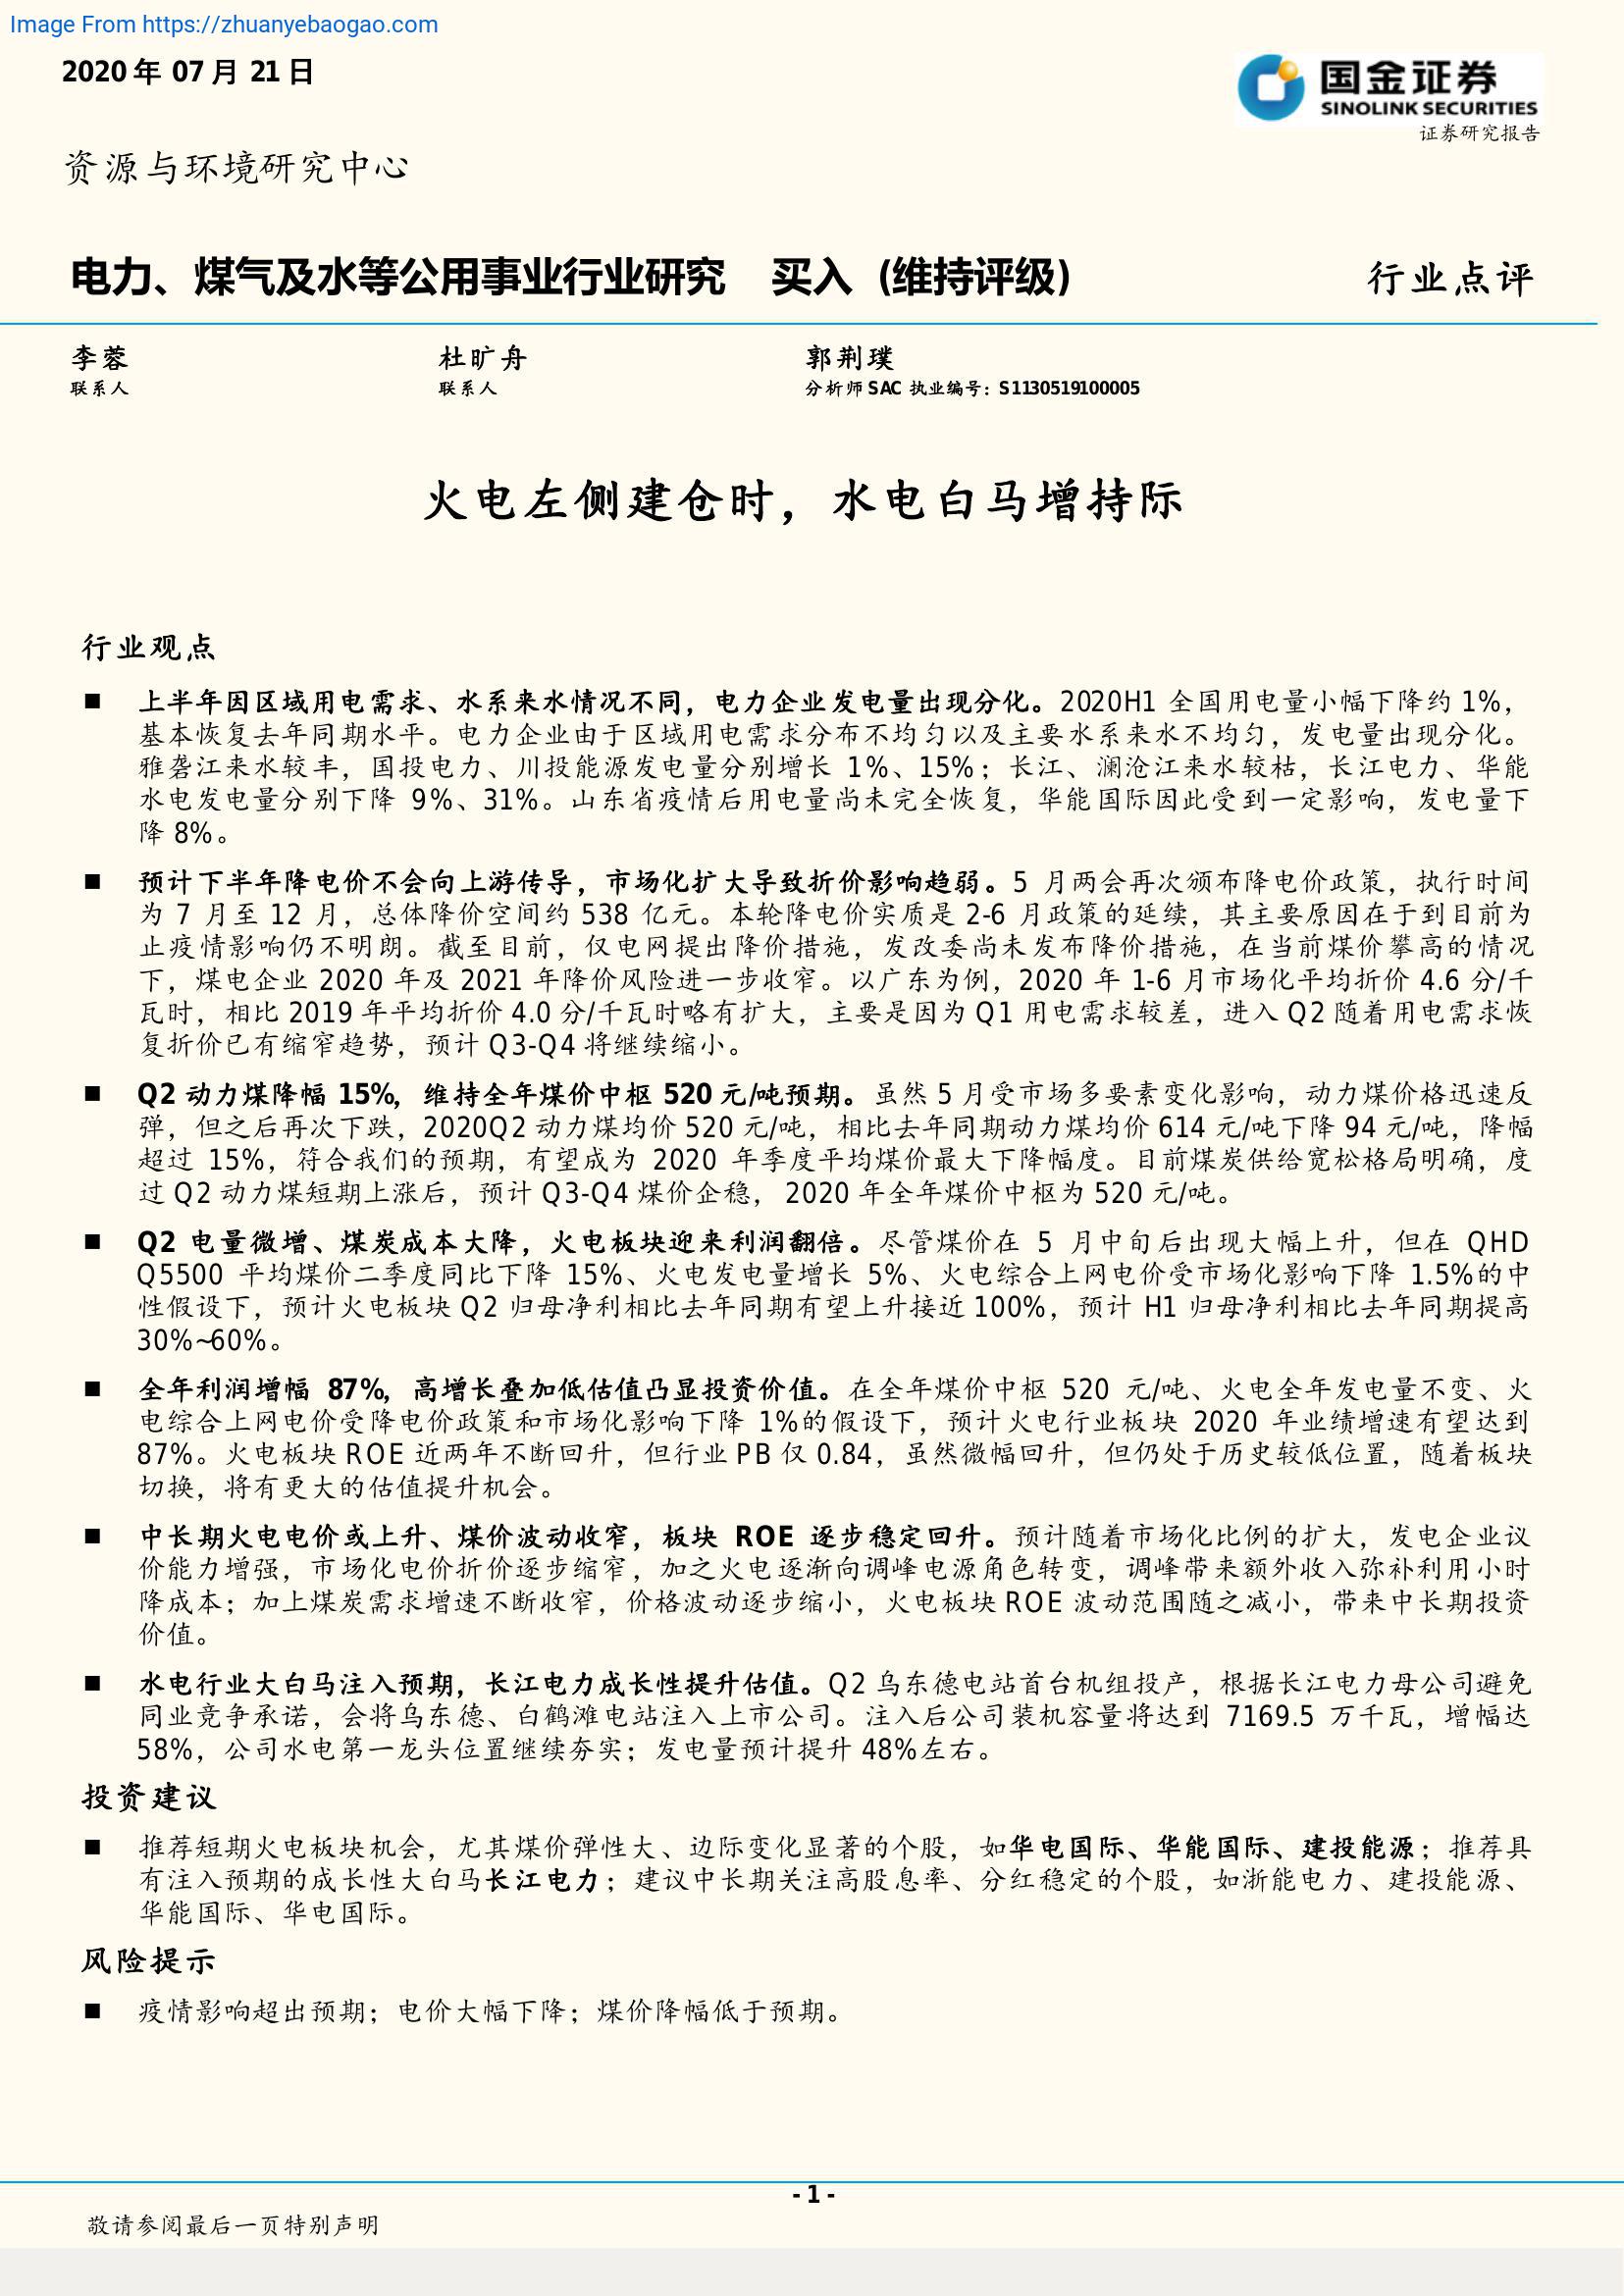 Image From https://zhuanyebaogao.com
2020 年 07 月 21 日
国金证券
SINOLINK SECURITIES
证券研究报告
资源与环境研究中心
电力、煤气及水等公用事业行业研究 买入 (维持评级)
行业点评
李蓉 杜旷舟 郭荆璞
联系人 联系人 分析师 SAC 执业编号：S1130519100005
火电左侧建仓时，水电白马增持际
行业观点
■ 上半年因区域用电需求、水系来水情况不同，电力企业发电量出现分化。2020H1 全国用电量小幅下降约 1%，
基本恢复去年同期水平。电力企业由于区域用电需求分布不均匀以及主要水系来水不均匀，发电量出现分化。
雅砻江来水较丰，国投电力、川投能源发电量分别增长 1%、15%；长江、澜沧江来水较枯，长江电力、华能
水电发电量分别下降 9%、31%。山东省疫情后用电量尚未完全恢复，华能国际因此受到一定影响，发电量下
降 8%。
■ 预计下半年降电价不会向上游传导，市场化扩大导致折价影响趋弱。5 月两会再次颁布降电价政策，执行时间
为 7 月至 12 月，总体降价空间约 538 亿元。本轮降电价实质是 2-6 月政策的延续，其主要原因在于到目前为
止疫情影响仍不明朗。截至目前，仅电网提出降价措施，发改委尚未发布降价措施，在当前煤价攀高的情况
下，煤电企业 2020 年及 2021 年降价风险进一步收窄。以广东为例，2020 年 1-6 月市场化平均折价 4.6 分/千
瓦时，相比 2019 年平均折价 4.0 分/千瓦时略有扩大，主要是因为 Q1 用电需求较差，进入 Q2 随着用电需求恢
复折价已有缩窄趋势，预计 Q3-Q4 将继续缩小。
■ Q2 动力煤降幅 15%，维持全年煤价中枢 520 元/吨预期。虽然 5 月受市场多要素变化影响，动力煤价格迅速反
弹，但之后再次下跌，2020Q2 动力煤均价 520 元/吨，相比去年同期动力煤均价 614 元/吨下降 94 元/吨，降幅
超过 15%，符合我们的预期，有望成为 2020 年季度平均煤价最大下降幅度。目前煤炭供给宽松格局明确，度
过 Q2 动力煤短期上涨后，预计 Q3-Q4 煤价企稳，2020 年全年煤价中枢为 520 元/吨。
■ Q2 电量微增、煤炭成本大降，火电板块迎来利润翻倍。尽管煤价在 5 月中旬后出现大幅上升，但在 QHD
Q5500 平均煤价二季度同比下降 15%、火电发电量增长 5%、火电综合上网电价受市场化影响下降 1.5%的中
性假设下，预计火电板块 Q2 归母净利相比去年同期有望上升接近 100%，预计 H1 归母净利相比去年同期提高
30%~60%。
■ 全年利润增幅 87%，高增长叠加低估值凸显投资价值。在全年煤价中枢 520 元/吨、火电全年发电量不变、火
电综合上网电价受降电价政策和市场化影响下降 1%的假设下，预计火电行业板块 2020 年业绩增速有望达到
87%。火电板块 ROE 近两年不断回升，但行业 PB 仅 0.84，虽然微幅回升，但仍处于历史较低位置，随着板块
切换，将有更大的估值提升机会。
■ 中长期火电电价或上升、煤价波动收窄，板块 ROE 逐步稳定回升。预计随着市场化比例的扩大，发电企业议
价能力增强，市场化电价折价逐步缩窄，加之火电逐渐向调峰电源角色转变，调峰带来额外收入弥补利用小时
降成本；加上煤炭需求增速不断收窄，价格波动逐步缩小，火电板块 ROE 波动范围随之减小，带来中长期投资
价值。
■ 水电行业大白马注入预期，长江电力成长性提升估值。Q2 乌东德电站首台机组投产，根据长江电力母公司避免
同业竞争承诺，会将乌东德、白鹤滩电站注入上市公司。注入后公司装机容量将达到 7169.5 万千瓦，增幅达
58%，公司水电第一龙头位置继续夯实；发电量预计提升 48%左右。
投资建议
■ 推荐短期火电板块机会，尤其煤价弹性大、边际变化显著的个股，如华电国际、华能国际、建投能源；推荐具
有注入预期的成长性大白马长江电力；建议中长期关注高股息率、分红稳定的个股，如浙能电力、建投能源、
华能国际、华电国际。
风险提示
■ 疫情影响超出预期；电价大幅下降；煤价降幅低于预期。
- 1 -
敬请参阅最后一页特别声明